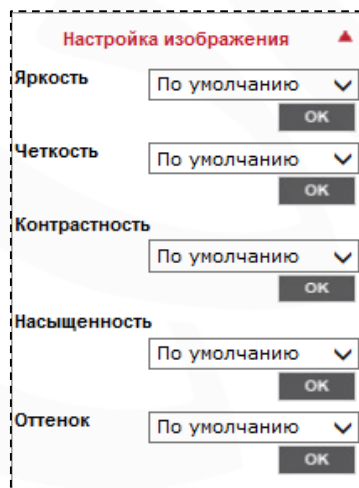 Настройка изображения
Яркость
По умолчанию
OK
Четкость
По умолчанию
OK
Контрастность
По умолчанию
OK
Насыщенность
По умолчанию
OK
Оттенок
По умолчанию
OK